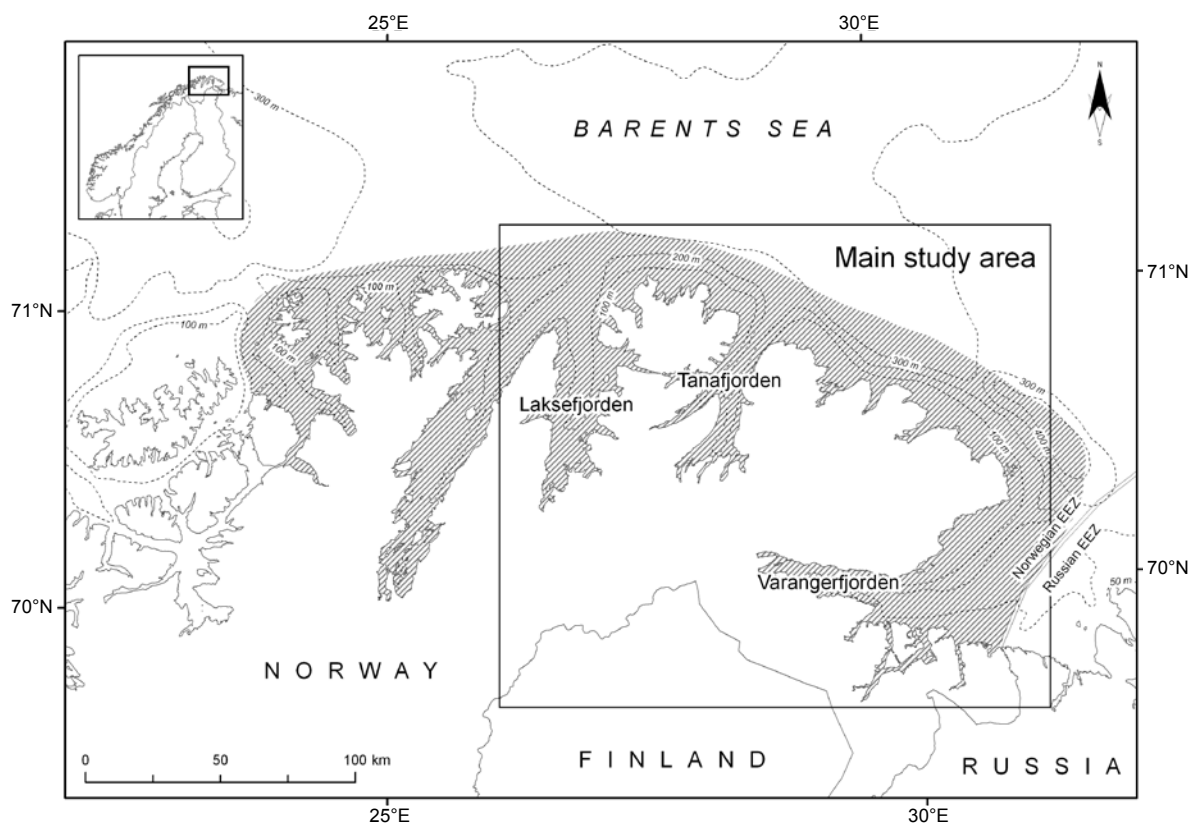 25°E
30°E
N
S
300 m
BARENTS SEA
Main study area
71°N
200 m
71°N
100 m
100 m
100 m
100 m
300 m
300 m
Tanafjorden
Laksefjorden
400 m
100 m
Norwegian EEZ
Russian EEZ
70°N
Varangerfjorden
50 m
70°N
NORWAY
0 50 100 km
FINLAND
RUSSIA
25°E
30°E